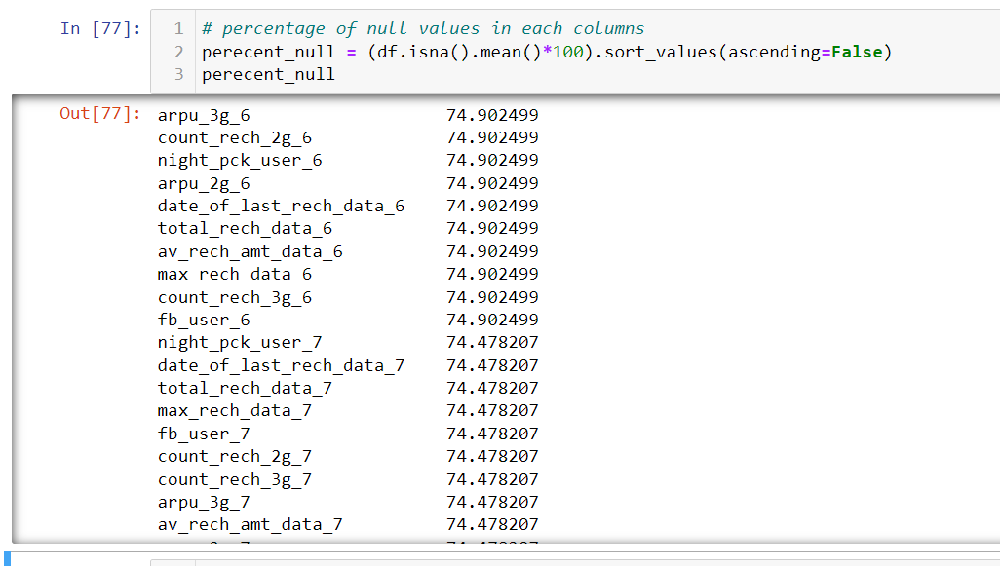 In [77]:
1 # percentage of null values in each columns
2 perecent_null = (df.isna().mean()*100).sort_values(ascending=False)
3 perecent_null
Out[77]:
arpu_3g_6 74.902499
count_rech_2g_6 74.902499
night_pck_user_6 74.902499
arpu_2g_6 74.902499
date_of_last_rech_data_6 74.902499
total_rech_data_6 74.902499
av_rech_amt_data_6 74.902499
max_rech_data_6 74.902499
count_rech_3g_6 74.902499
fb_user_6 74.902499
night_pck_user_7 74.478207
date_of_last_rech_data_7 74.478207
total_rech_data_7 74.478207
max_rech_data_7 74.478207
fb_user_7 74.478207
count_rech_2g_7 74.478207
count_rech_3g_7 74.478207
arpu_3g_7 74.478207
av_rech_amt_data_7 74.478207